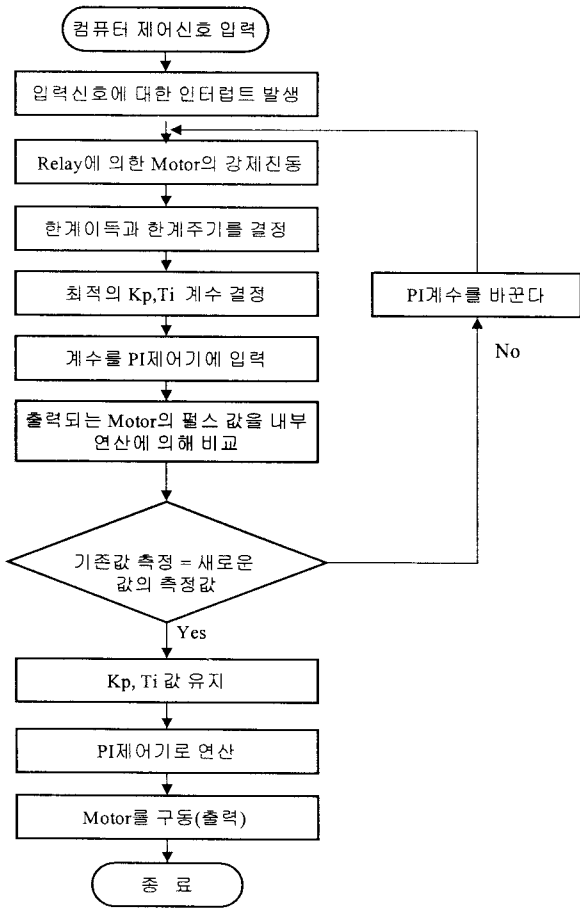 컴퓨터 제어신호 입력
입력신호에 대한 인터럽트 발생
Relay에 의한 Motor의 강제진동
한계이득과 한계주기를 결정
최적의 Kp,Ti 계수 결정
계수를 PI제어기에 입력
출력되는 Motor의 펄스 값을 내부
연산에 의해 비교
기존값 측정 = 새로운
값의 측정값
No
PI계수를 바꾼다
Yes
Kp, Ti 값 유지
PI제어기로 연산
Motor를 구동(출력)
종 료